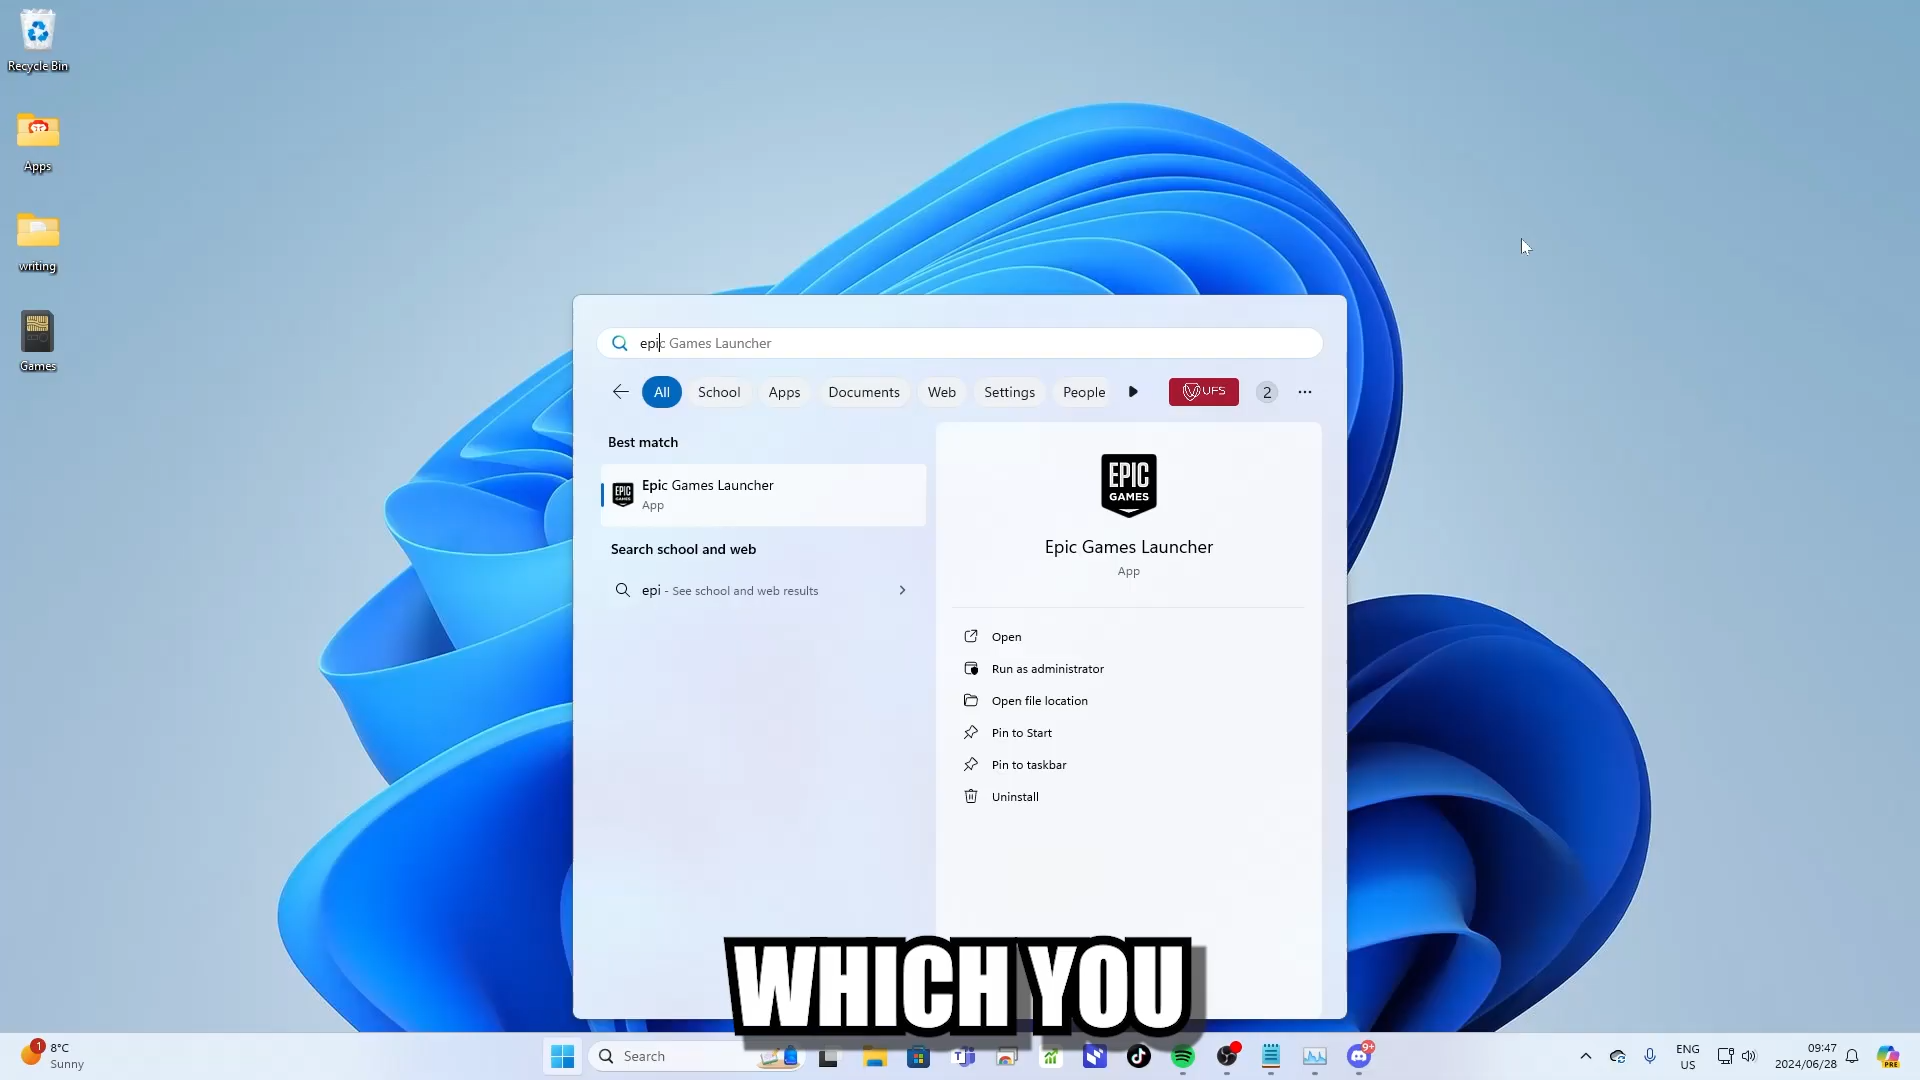 Recycle Bin
Apps
writing
Games
epic Games Launcher
All School Apps Documents Web Settings People UFS 2
Best match
Epic Games Launcher
App
Search school and web
epi - See school and web results
EPIC
GAMES
Epic Games Launcher
App
Open
Run as administrator
Open file location
Pin to Start
Pin to taskbar
Uninstall
WHICH YOU
1
8°C
Sunny
Search
9+
ENG
US
09:47
2024/06/28
PRE